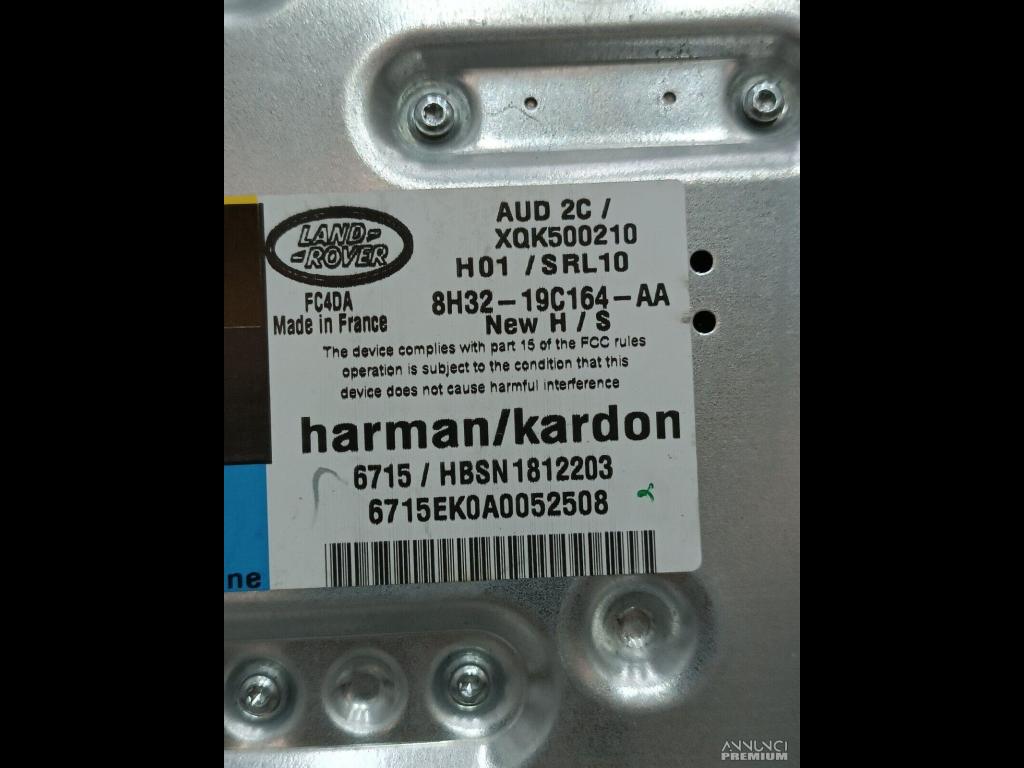 LAND-
-ROVER
AUD 2C /
XQK500210
H01 / SRL10
FC4DA
8H32-19C164-AA
Made in France
New H / S
The device complies with part 15 of the FCC rules
operation is subject to the condition that this
device does not cause harmful interference
harman/kardon
6715 / HBSN1812203
6715EK0A0052508
ne
ANNUNCI
PREMIUM